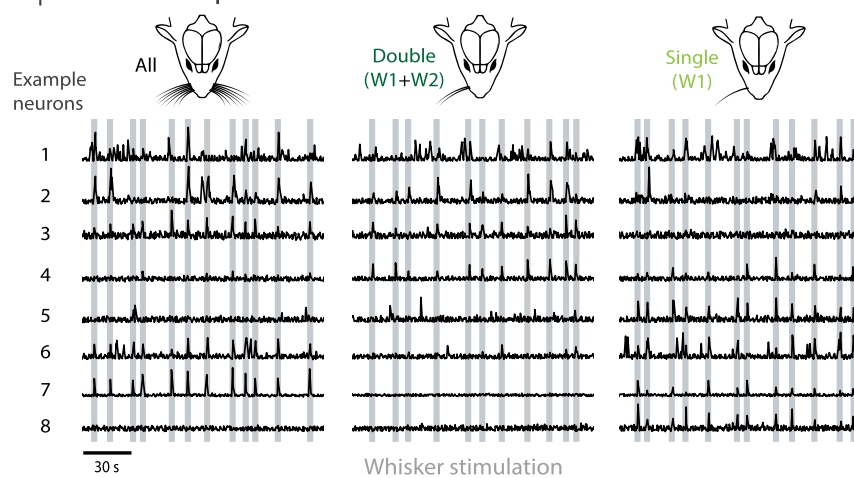 All
Double
(W1+W2)
Single
(W1)
Example
neurons
1
2
3
4
5
6
7
8
30 s
Whisker stimulation